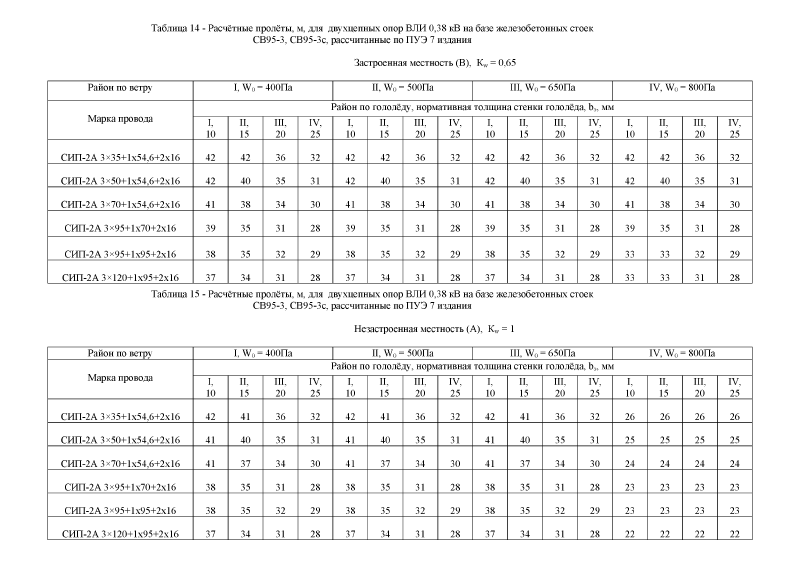 Таблица 14 - Расчётные пролёты, м, для двухцепных опор ВЛИ 0,38 кВ на базе железобетонных стоек
СВ95-3, СВ95-3с, рассчитанные по ПУЭ 7 издания
Застроенная местность (В), Kw = 0,65
Район по ветру I, W0 = 400Па II, W0 = 500Па III, W0 = 650Па IV, W0 = 800Па
Марка провода Район по гололёду, нормативная толщина стенки гололёда, bэ, мм
I, II, III, IV, I, II, III, IV, I, II, III, IV, I, II, III, IV,
10 15 20 25 10 15 20 25 10 15 20 25 10 15 20 25
СИП-2А 3×35+1х54,6+2х16 42 42 36 32 42 42 36 32 42 42 36 32 42 42 36 32
СИП-2А 3×50+1х54,6+2х16 42 40 35 31 42 40 35 31 42 40 35 31 42 40 35 31
СИП-2А 3×70+1х54,6+2х16 41 38 34 30 41 38 34 30 41 38 34 30 41 38 34 30
СИП-2А 3×95+1х70+2х16 39 35 31 28 39 35 31 28 39 35 31 28 39 35 31 28
СИП-2А 3×95+1х95+2х16 38 35 32 29 38 35 32 29 38 35 32 29 33 33 32 29
СИП-2А 3×120+1х95+2х16 37 34 31 28 37 34 31 28 37 34 31 28 33 33 31 28
Таблица 15 - Расчётные пролёты, м, для двухцепных опор ВЛИ 0,38 кВ на базе железобетонных стоек
СВ95-3, СВ95-3с, рассчитанные по ПУЭ 7 издания
Незастроенная местность (А), Kw = 1
Район по ветру I, W0 = 400Па II, W0 = 500Па III, W0 = 650Па IV, W0 = 800Па
Марка провода Район по гололёду, нормативная толщина стенки гололёда, bэ, мм
I, II, III, IV, I, II, III, IV, I, II, III, IV, I, II, III, IV,
10 15 20 25 10 15 20 25 10 15 20 25 10 15 20 25
СИП-2А 3×35+1х54,6+2х16 42 41 36 32 42 41 36 32 42 41 36 32 26 26 26 26
СИП-2А 3×50+1х54,6+2х16 41 40 35 31 41 40 35 31 41 40 35 31 25 25 25 25
СИП-2А 3×70+1х54,6+2х16 41 37 34 30 41 37 34 30 41 37 34 30 24 24 24 24
СИП-2А 3×95+1х70+2х16 38 35 31 28 38 35 31 28 38 35 31 28 23 23 23 23
СИП-2А 3×95+1х95+2х16 38 35 32 29 38 35 32 29 38 35 32 29 23 23 23 23
СИП-2А 3×120+1х95+2х16 37 34 31 28 37 34 31 28 37 34 31 28 22 22 22 22